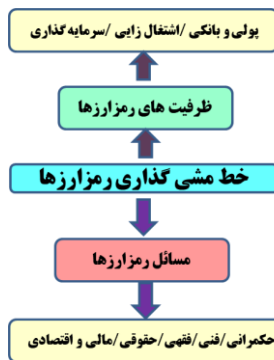 پولی و بانکی /اشتغال زایی /سرمایه گذاری
ظرفیت های رمزارزها
خط مشی گذاری رمزارزها
مسائل رمزارزها
حکمرانی/فنی/فقهی/حقوقی/مالی و اقتصادی